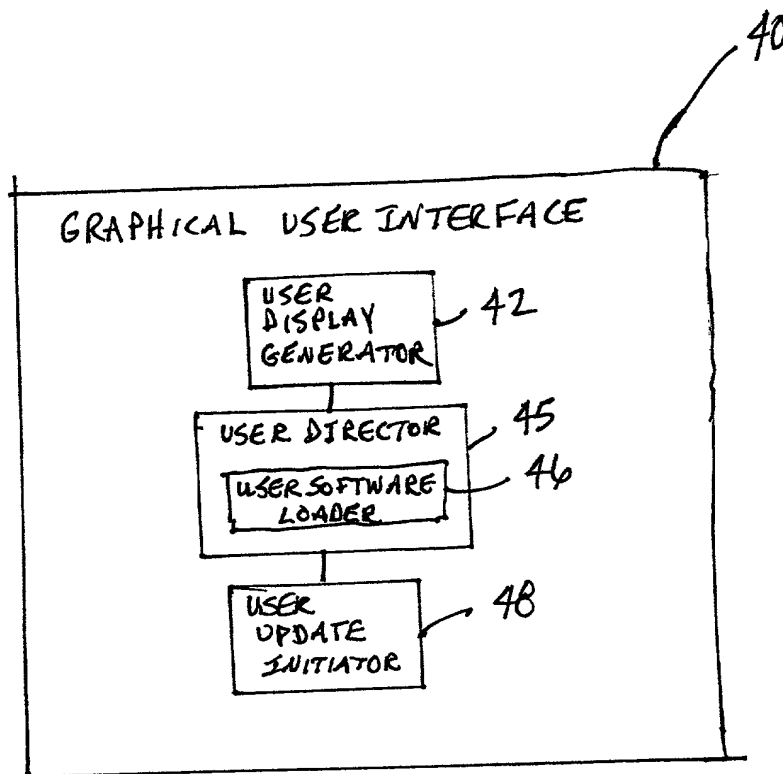 40
GRAPHICAL USER INTERFACE
USER
DISPLAY
GENERATOR
42
USER DIRECTOR
45
USER SOFTWARE
LOADER
46
USER
UPDATE
INITIATOR
48